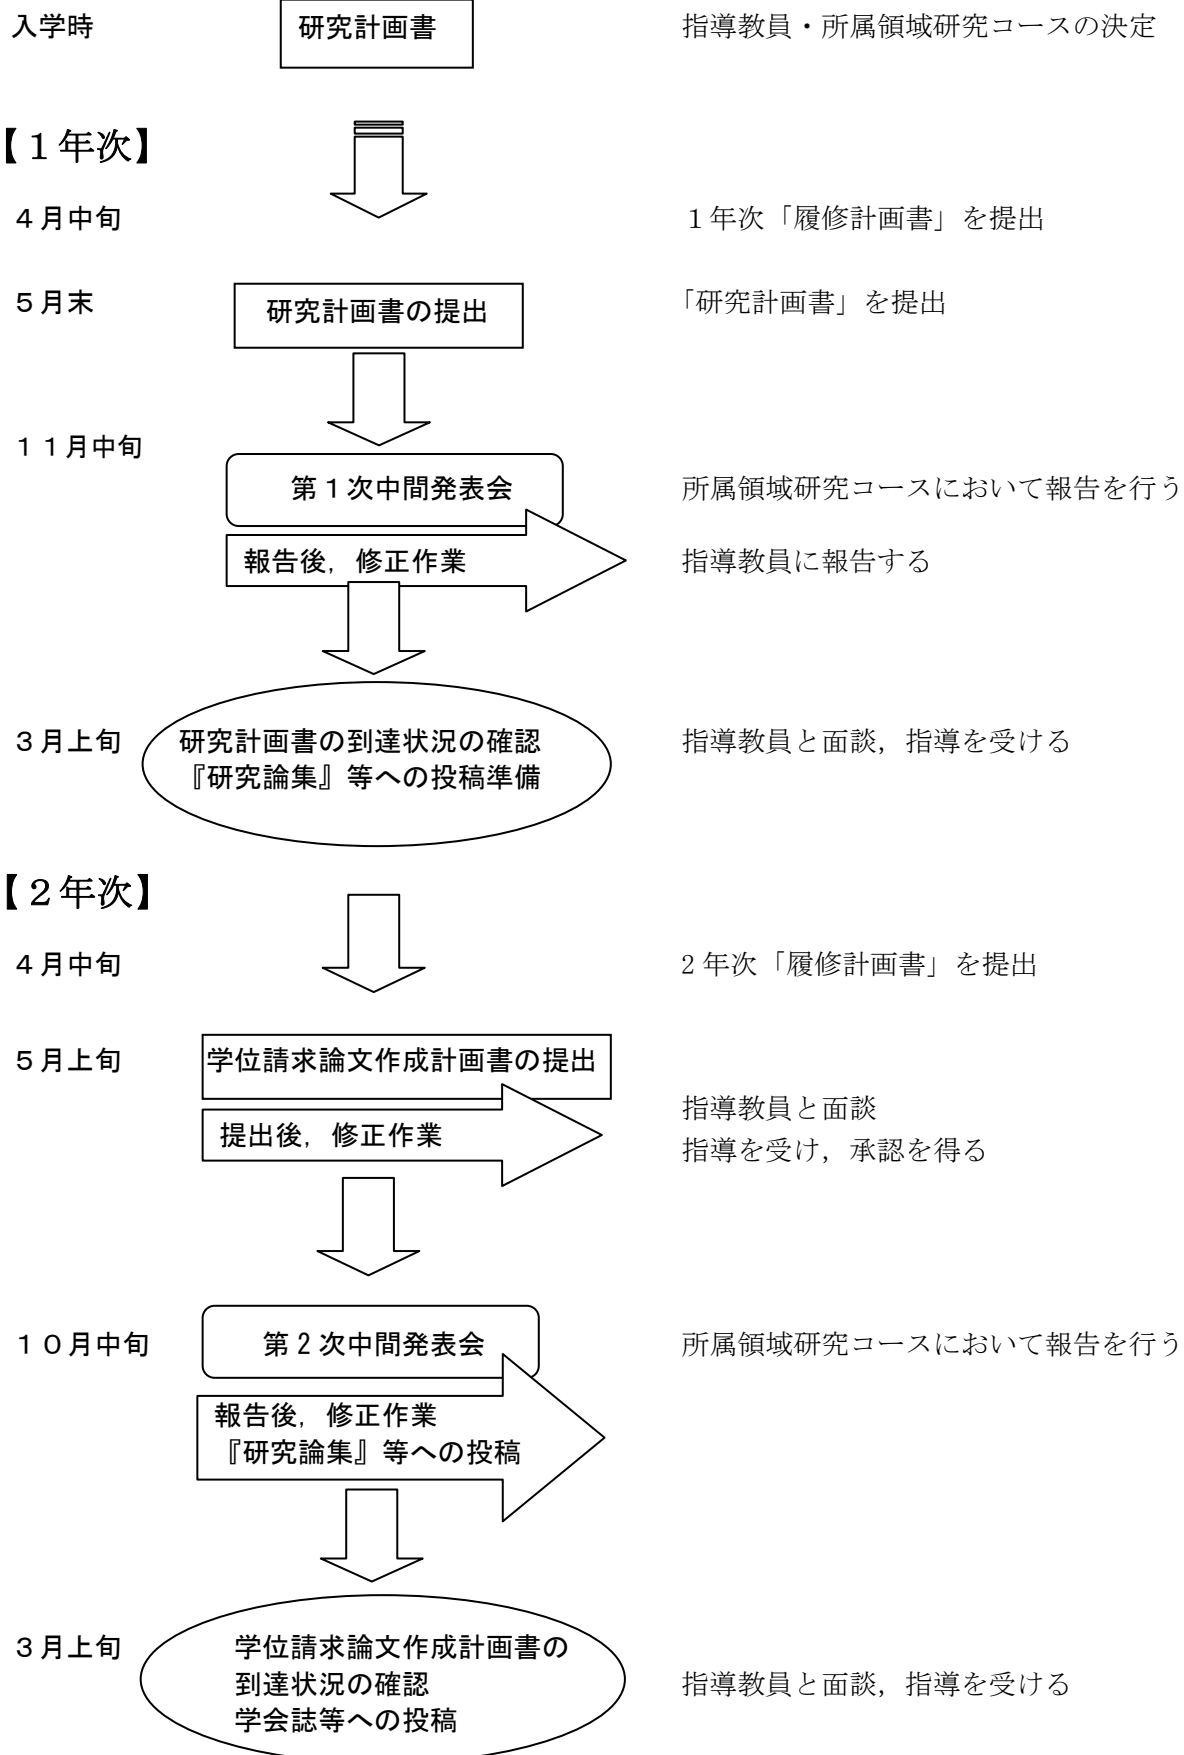 入学時
研究計画書
指導教員・所属領域研究コースの決定
【１年次】
４月中旬
１年次「履修計画書」を提出
５月末
研究計画書の提出
「研究計画書」を提出
１１月中旬
第１次中間発表会
所属領域研究コースにおいて報告を行う
報告後，修正作業
指導教員に報告する
３月上旬
研究計画書の到達状況の確認
『研究論集』等への投稿準備
指導教員と面談，指導を受ける
【２年次】
４月中旬
2 年次「履修計画書」を提出
５月上旬
学位請求論文作成計画書の提出
指導教員と面談
提出後，修正作業
指導を受け，承認を得る
１０月中旬
第２次中間発表会
所属領域研究コースにおいて報告を行う
報告後，修正作業
『研究論集』等への投稿
３月上旬
学位請求論文作成計画書の
到達状況の確認
学会誌等への投稿
指導教員と面談，指導を受ける